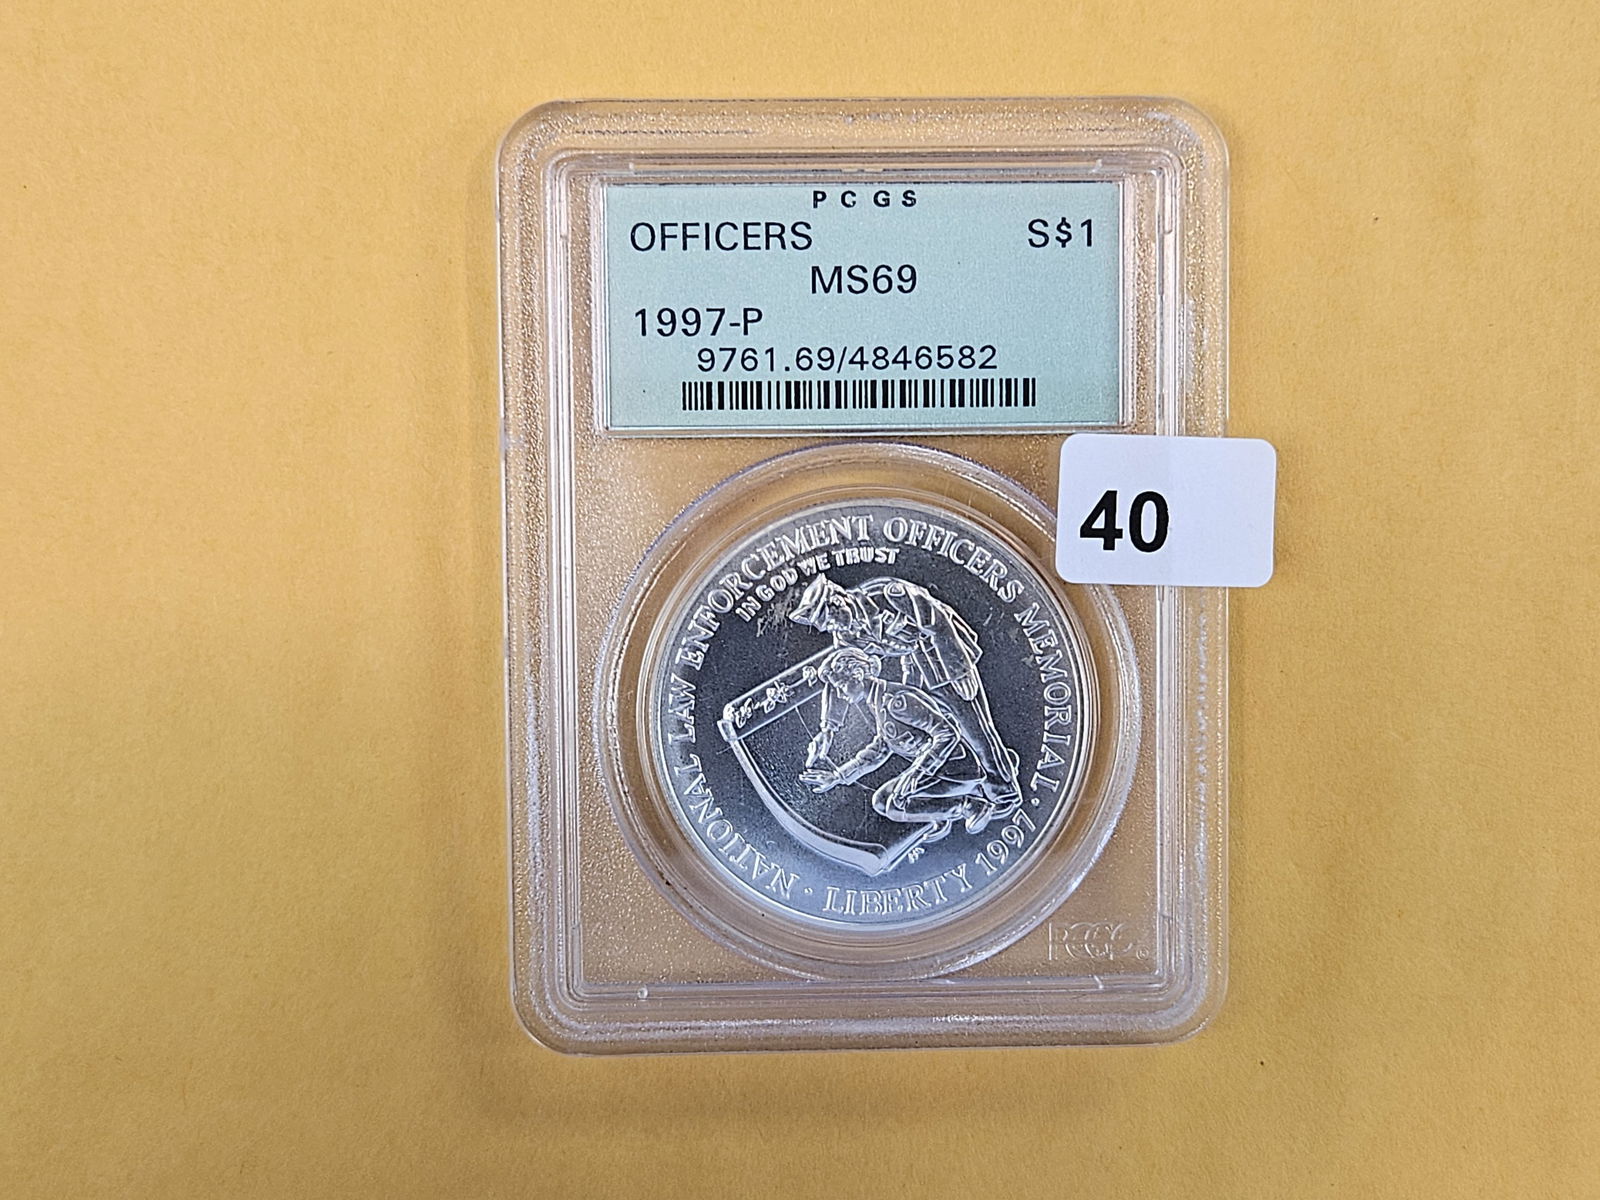 PCGS
OFFICERS S$1
MS69
1997-P
9761.69/4846582
40
NATIONAL LAW ENFORCEMENT OFFICERS MEMORIAL ·
IN GOD WE TRUST
· LIBERTY 1997
PCGS